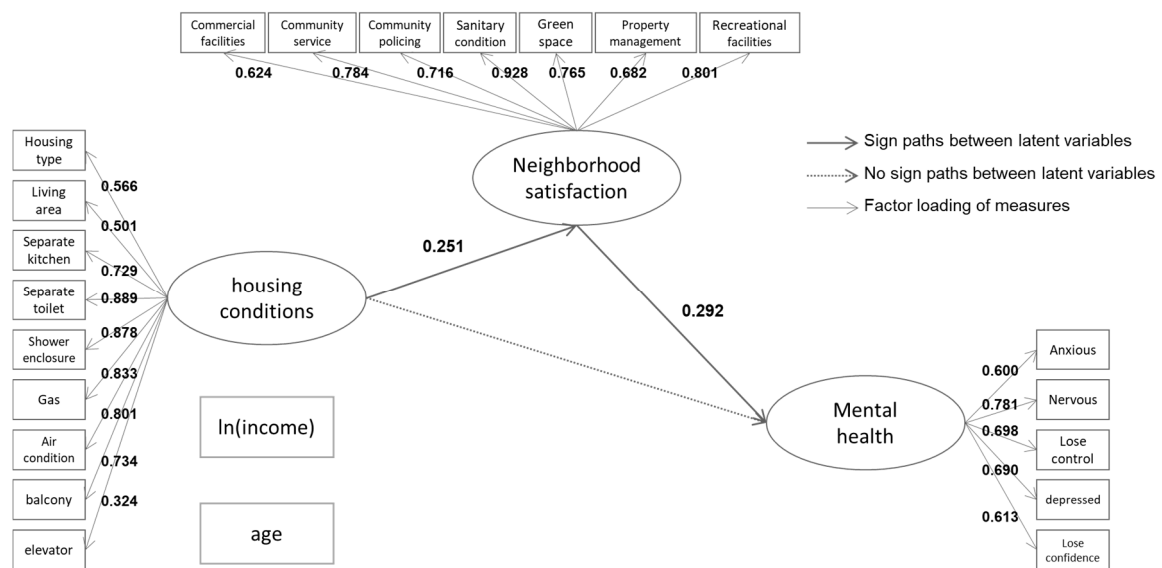 Commercial
facilities
Community
service
Community
policing
Sanitary
condition
Green
space
Property
management
Recreational
facilities
0.624
0.784
0.716
0.928
0.765
0.682
0.801
Neighborhood
satisfaction
Sign paths between latent variables
No sign paths between latent variables
Factor loading of measures
Housing
type
Living
area
Separate
kitchen
Separate
toilet
Shower
enclosure
Gas
Air
condition
balcony
elevator
0.566
0.501
0.729
0.889
0.878
0.833
0.801
0.734
0.324
housing
conditions
0.251
0.292
ln(income)
age
Mental
health
0.600
0.781
0.698
0.690
0.613
Anxious
Nervous
Lose
control
depressed
Lose
confidence